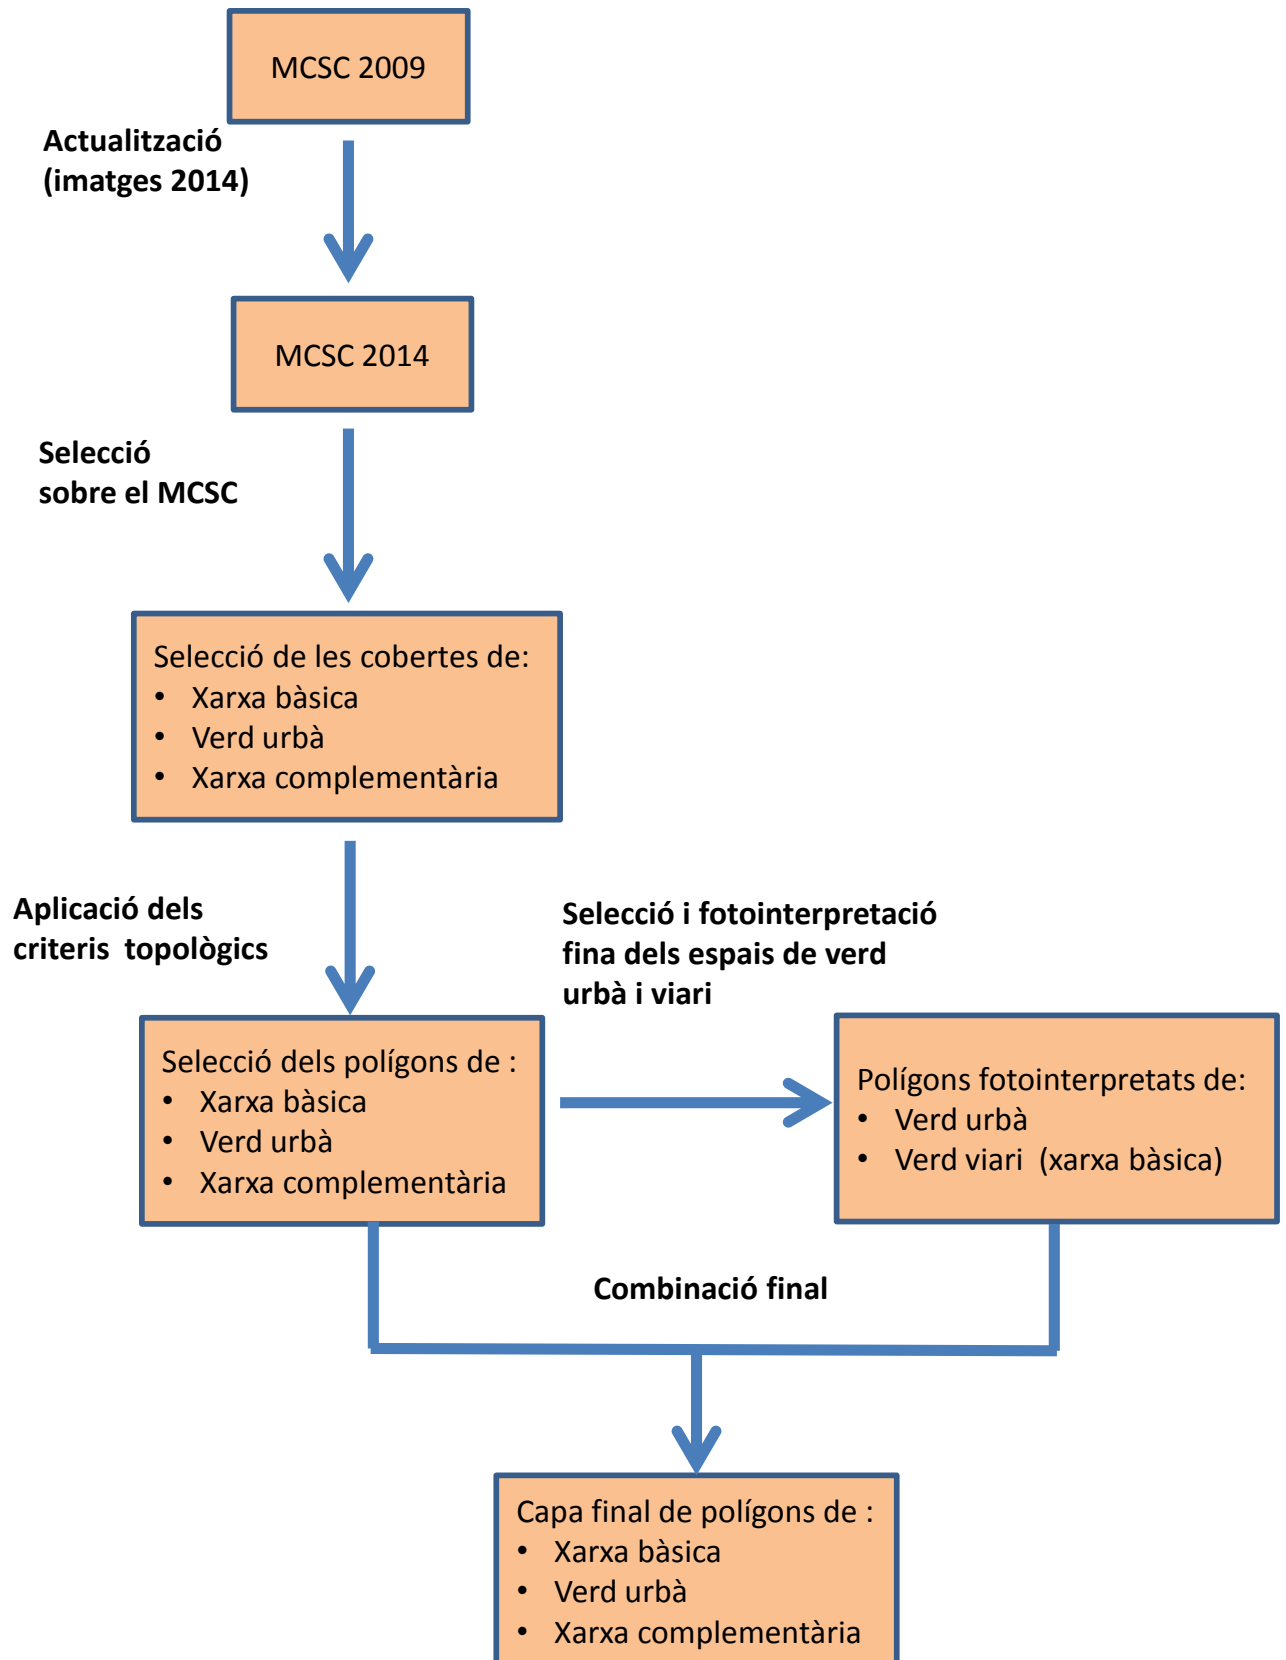 MCSC 2009
Actualització
(imatges 2014)
MCSC 2014
Selecció
sobre el MCSC
Selecció de les cobertes de:
• Xarxa bàsica
• Verd urbà
• Xarxa complementària
Aplicació dels
criteris topològics
Selecció i fotointerpretació
fina dels espais de verd
urbà i viari
Selecció dels polígons de :
• Xarxa bàsica
• Verd urbà
• Xarxa complementària
Polígons fotointerpretats de:
• Verd urbà
• Verd viari (xarxa bàsica)
Combinació final
Capa final de polígons de :
• Xarxa bàsica
• Verd urbà
• Xarxa complementària